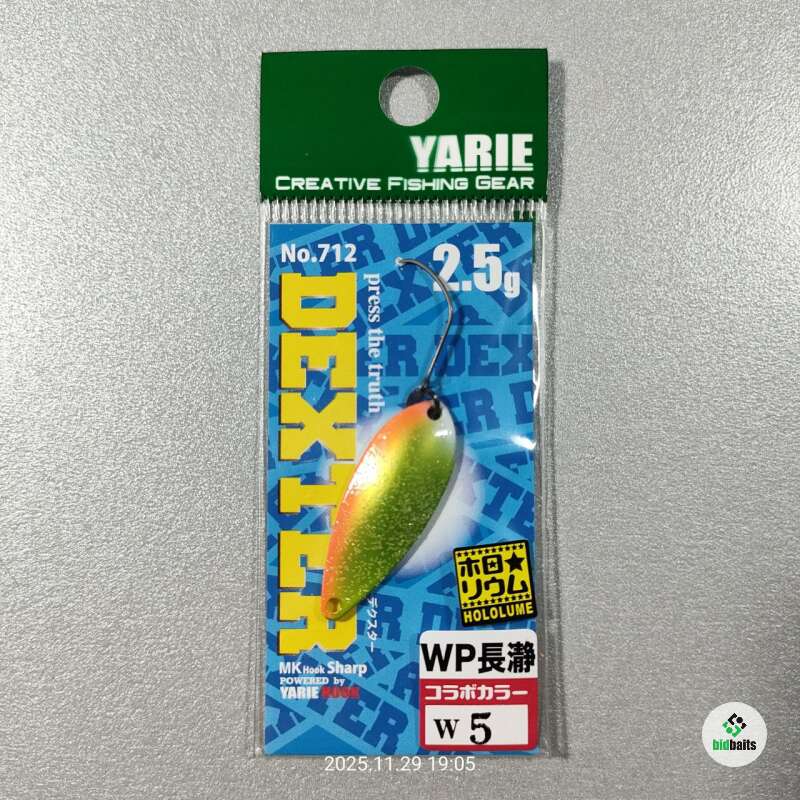 YARIE
CREATIVE FISHING GEAR
No.712
2.5g
DEXTER
press the truth
デクスター
ホロ★
リウム
HOLOLUME
MK Hook Sharp
POWERED by
YARIE HOOK
WP長瀞
コラボカラー
W 5
bidbaits
2025.11.29 19:05